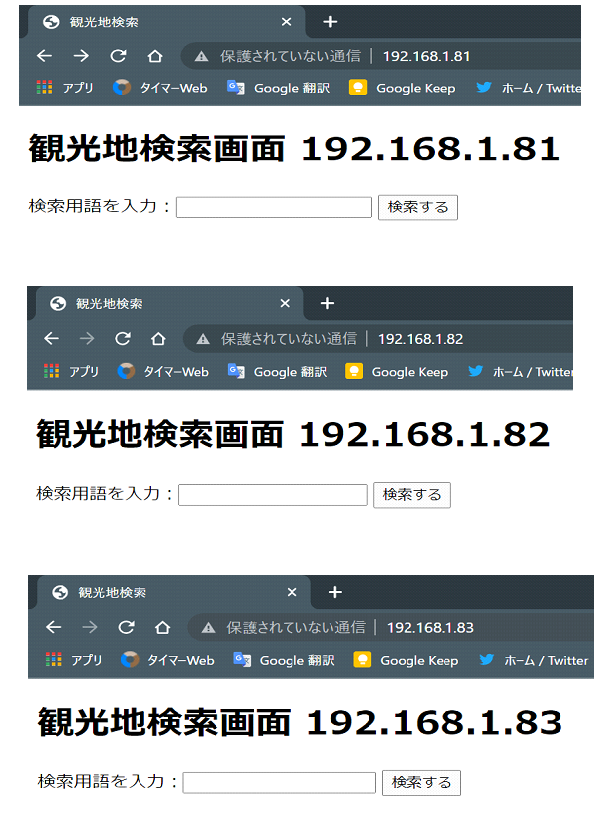 観光地検索
保護されていない通信 192.168.1.81
アプリ タイマーWeb Google 翻訳 Google Keep ホーム / Twitte
観光地検索画面 192.168.1.81
検索用語を入力： 検索する
観光地検索
保護されていない通信 192.168.1.82
アプリ タイマーWeb Google 翻訳 Google Keep ホーム / Twitter
観光地検索画面 192.168.1.82
検索用語を入力： 検索する
観光地検索
保護されていない通信 192.168.1.83
アプリ タイマーWeb Google 翻訳 Google Keep ホーム / Twitter
観光地検索画面 192.168.1.83
検索用語を入力： 検索する